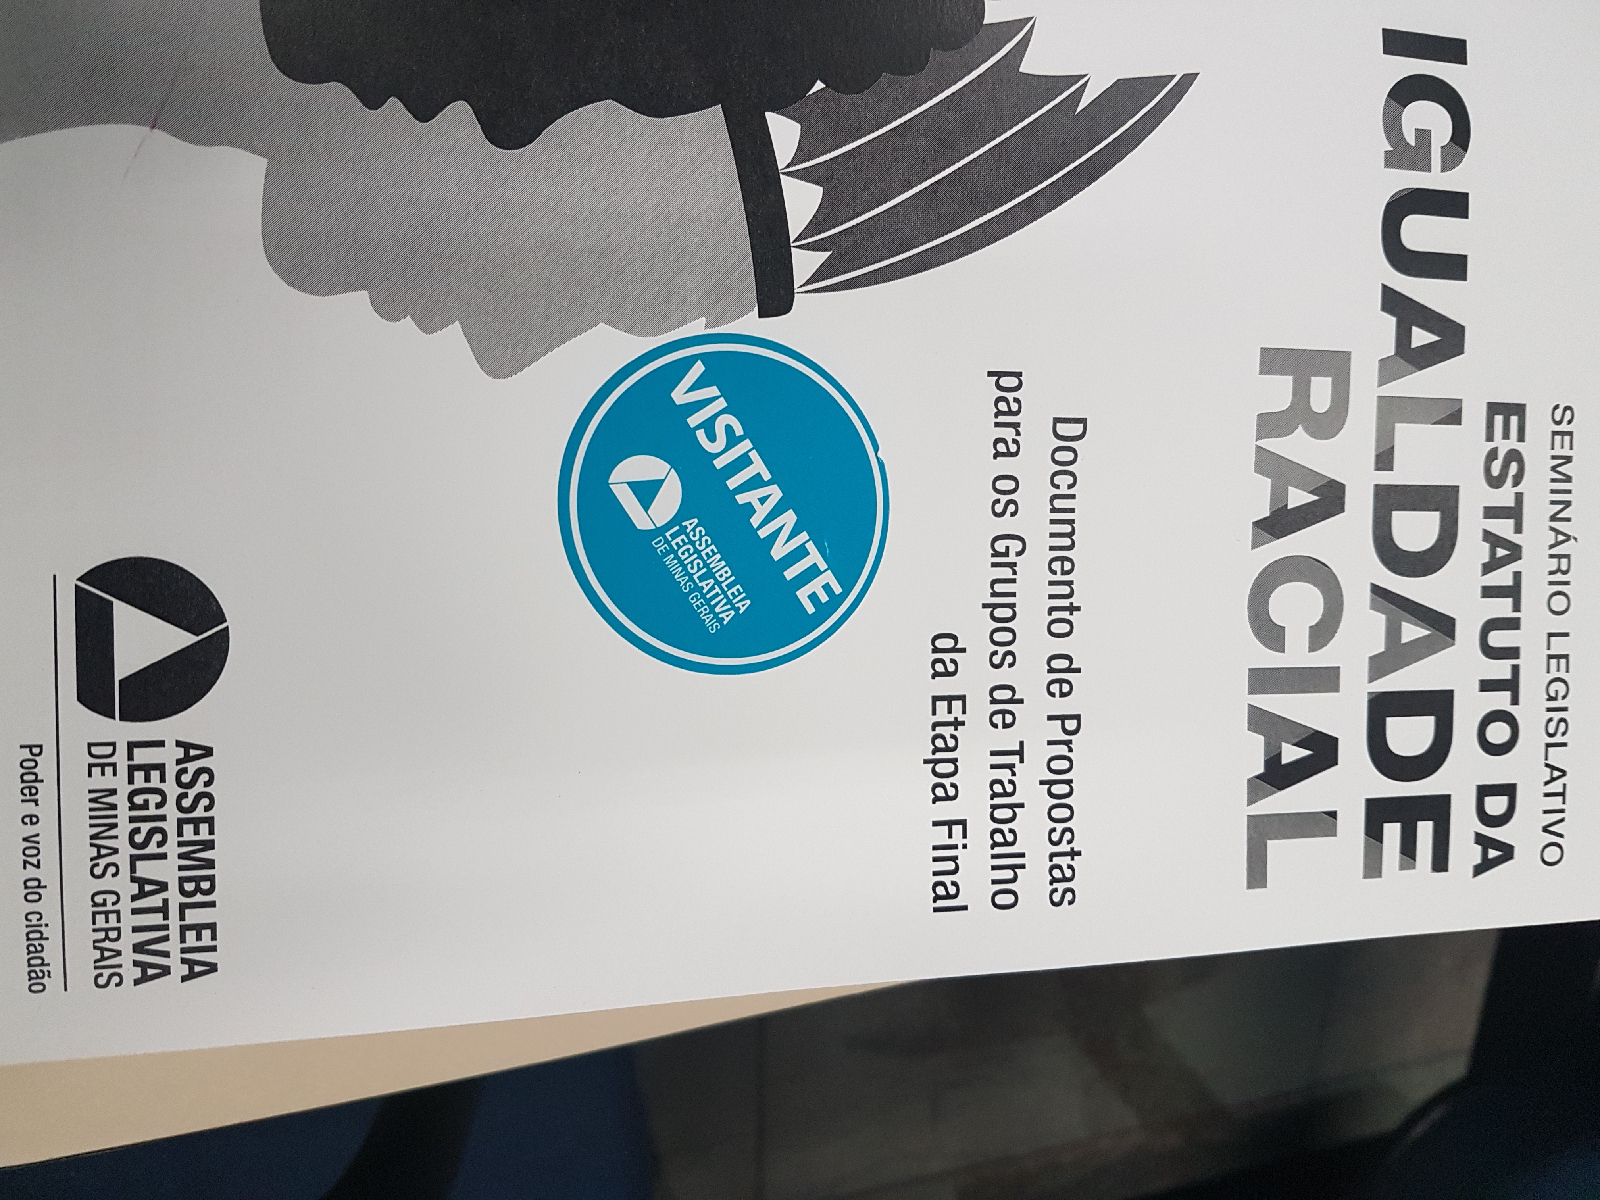 SEMINÁRIO LEGISLATIVO
ESTATUTO DA
IGUALDADE
RACIAL
Documento de Propostas
para os Grupos de Trabalho
da Etapa Final
VISITANTE
ASSEMBLEIA
LEGISLATIVA
DE MINAS GERAIS
ASSEMBLEIA
LEGISLATIVA
DE MINAS GERAIS
Poder e voz do cidadão